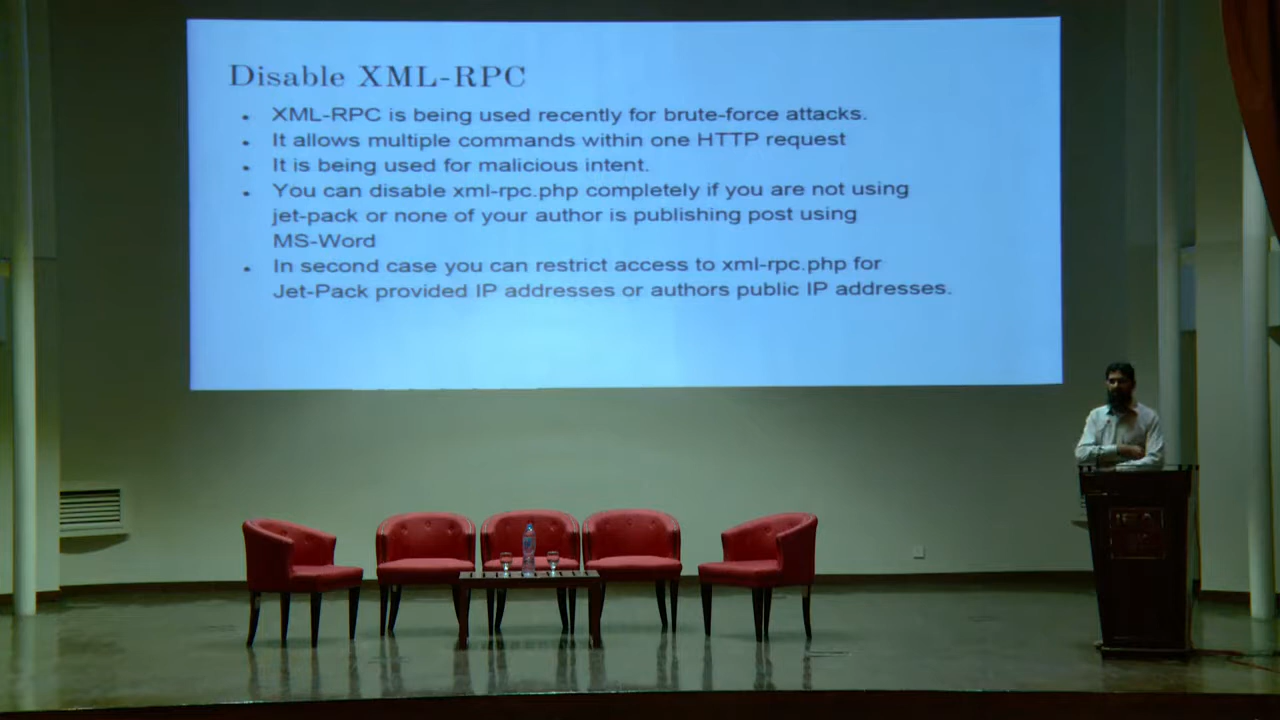 Disable XML-RPC
• XML-RPC is being used recently for brute-force attacks.
• It allows multiple commands within one HTTP request
• It is being used for malicious intent.
• You can disable xml-rpc.php completely if you are not using
jet-pack or none of your author is publishing post using
MS-Word
• In second case you can restrict access to xml-rpc.php for
Jet-Pack provided IP addresses or authors public IP addresses.